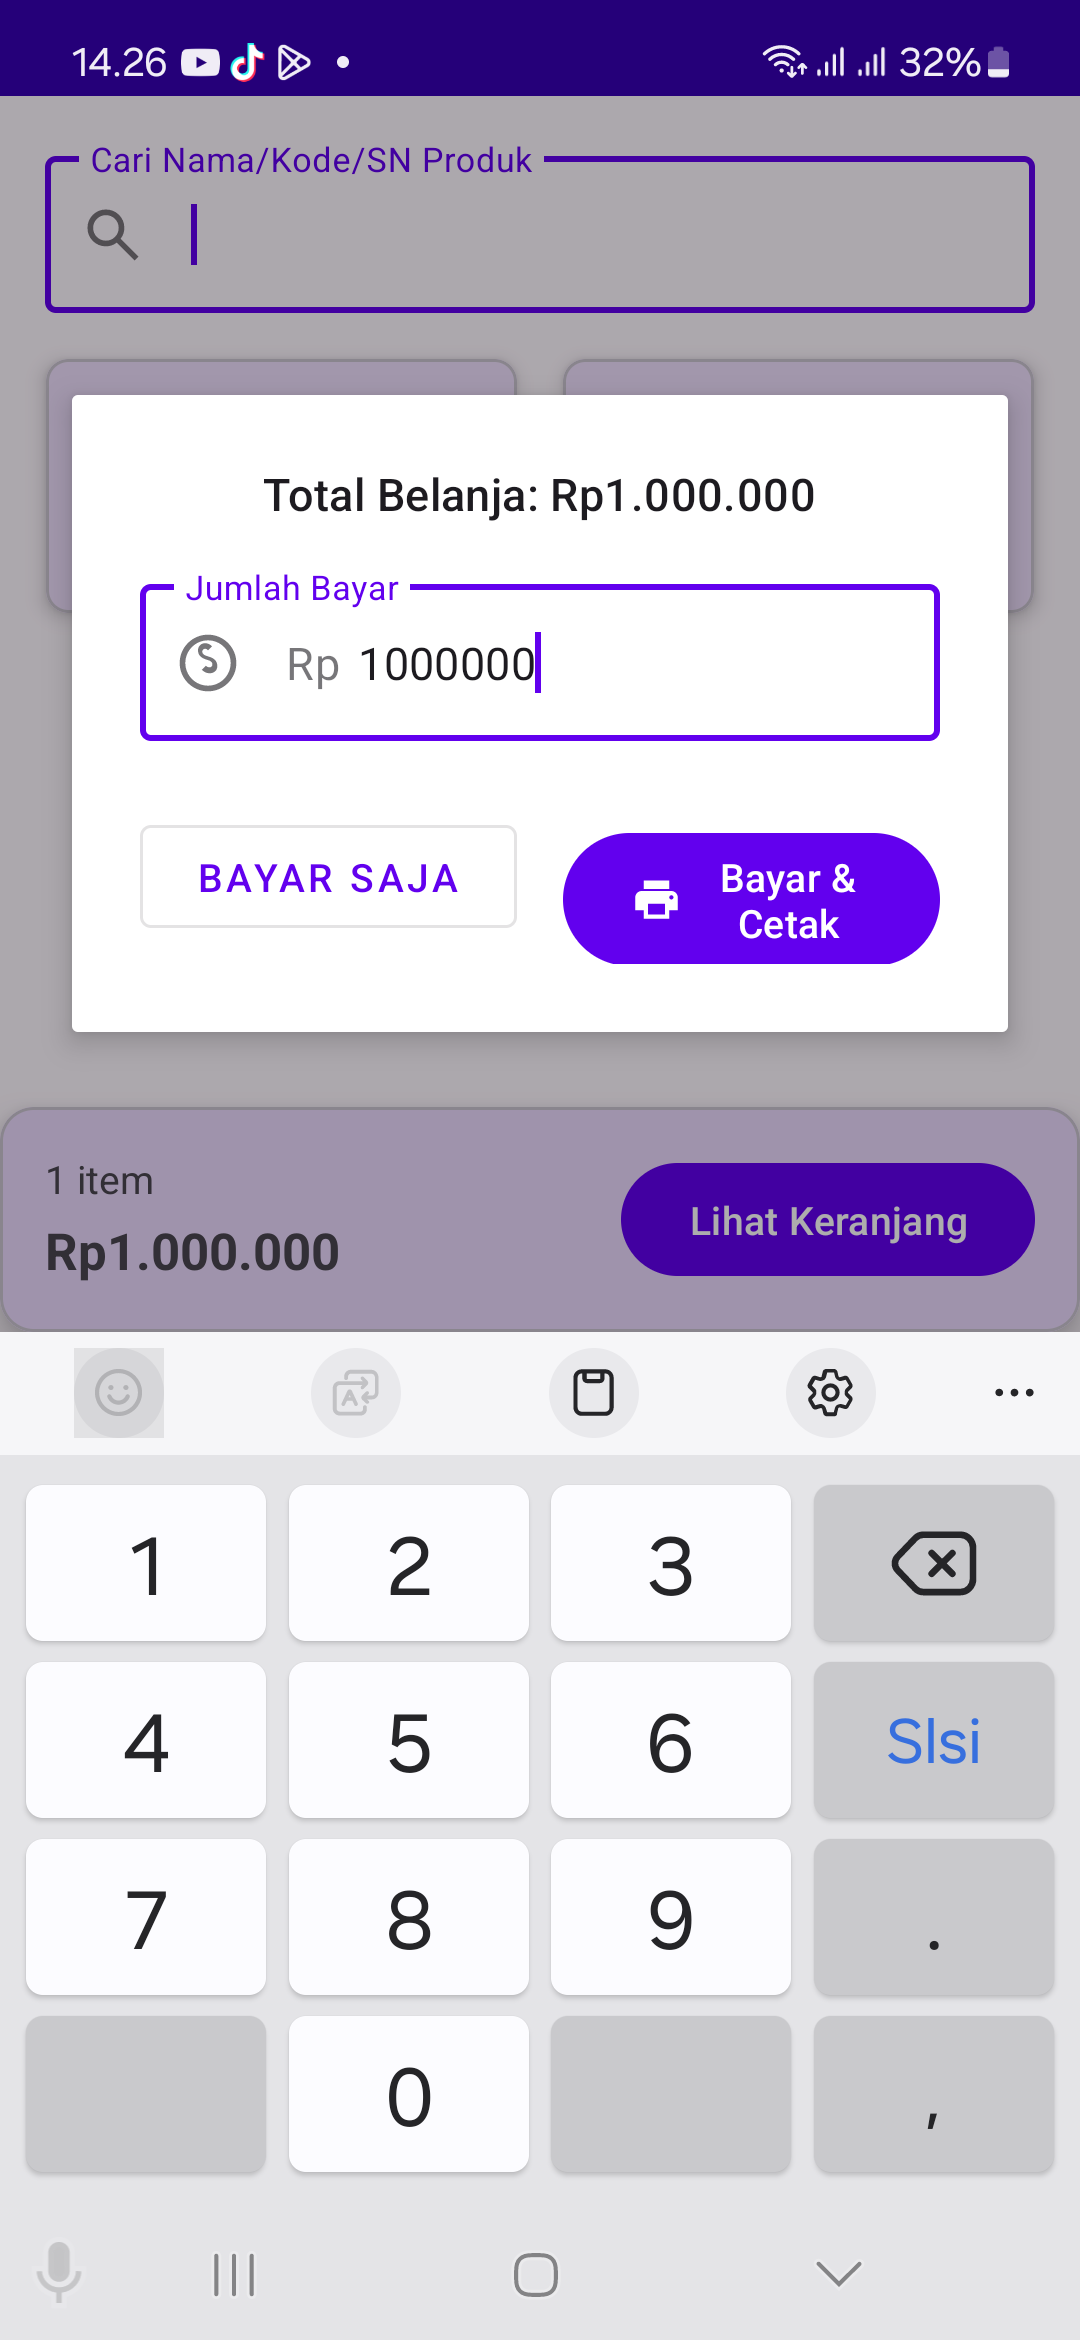 14.26
32%
Cari Nama/Kode/SN Produk
Total Belanja: Rp1.000.000
Jumlah Bayar
Rp 1000000
BAYAR SAJA
Bayar &
Cetak
1 item
Rp1.000.000
Lihat Keranjang
1 2 3
4 5 6 Slsi
7 8 9 .
0 ,